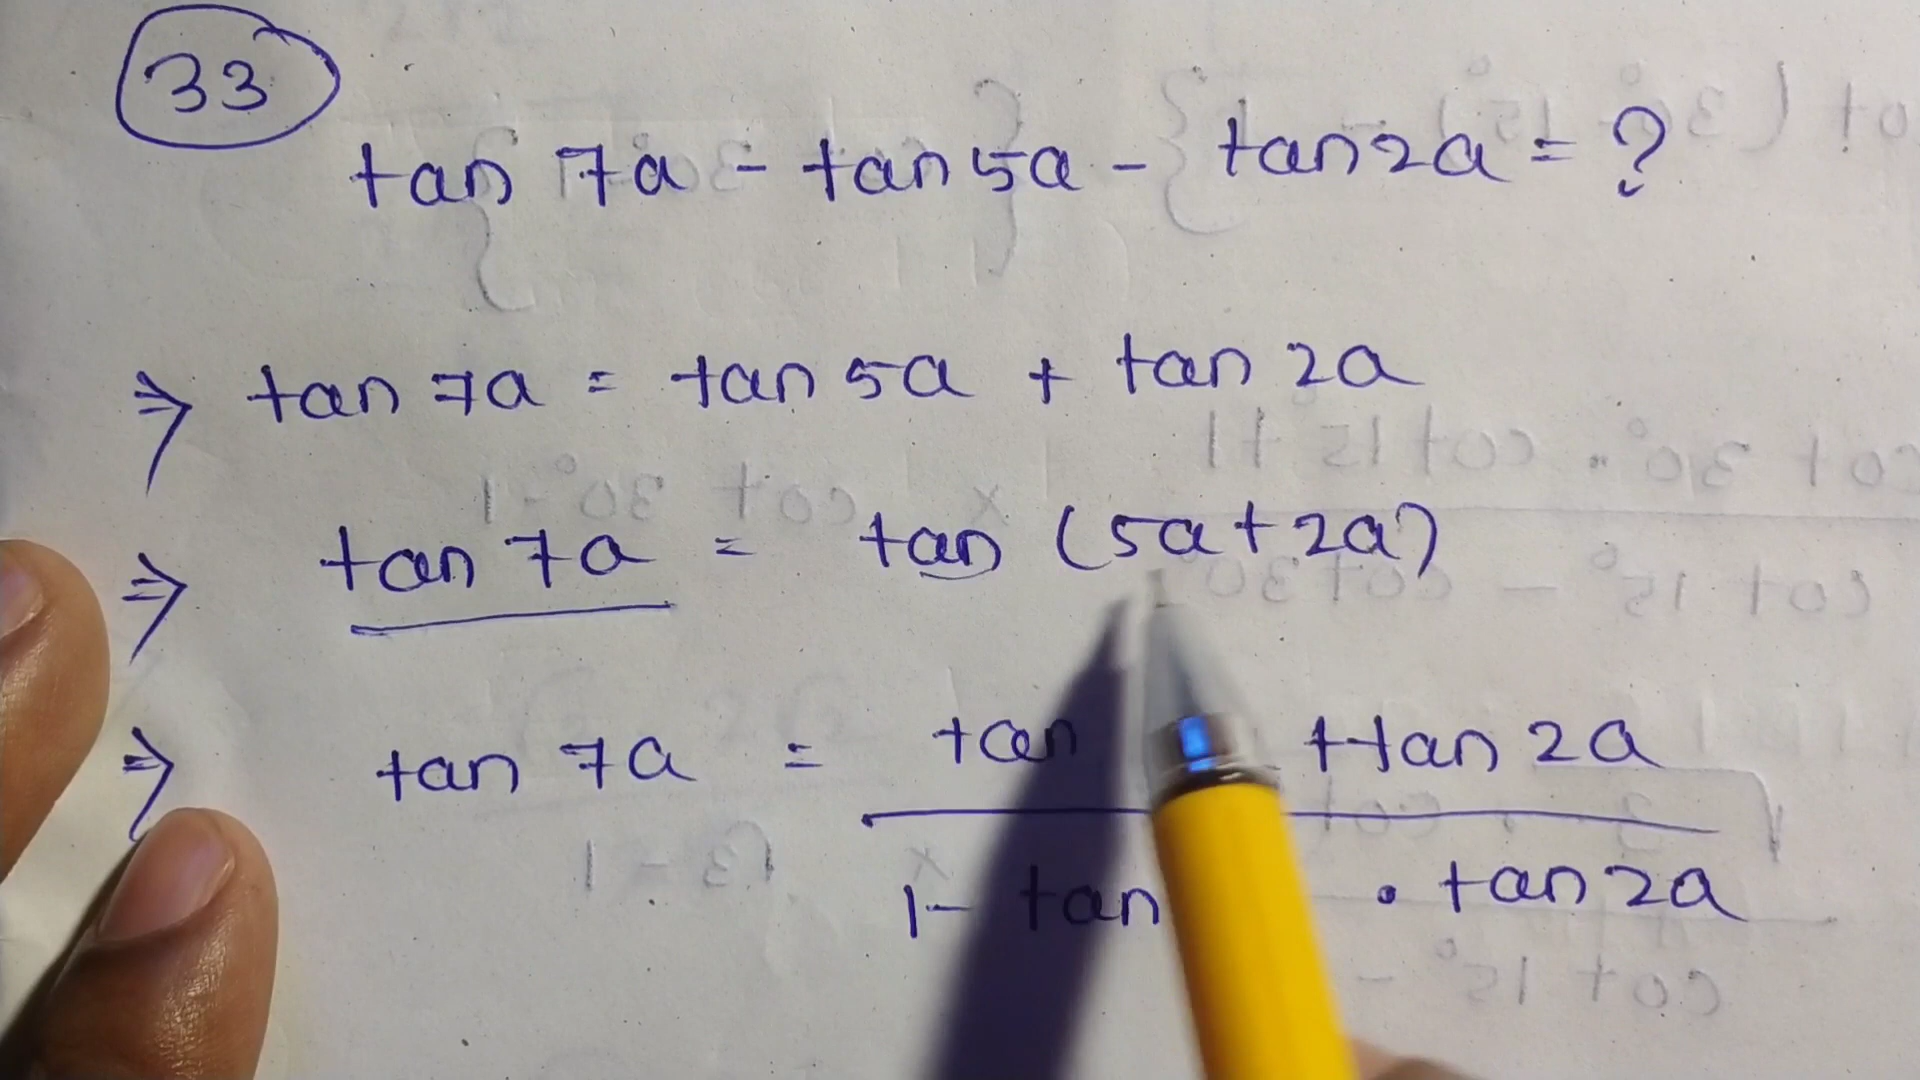 33
tan 7a - tan 5a - tan 2a = ?
⇒ tan 7a = tan 5a + tan 2a
⇒ tan 7a = tan (5a + 2a)
⇒ tan 7a = tan + tan 2a
1 - tan · tan 2a